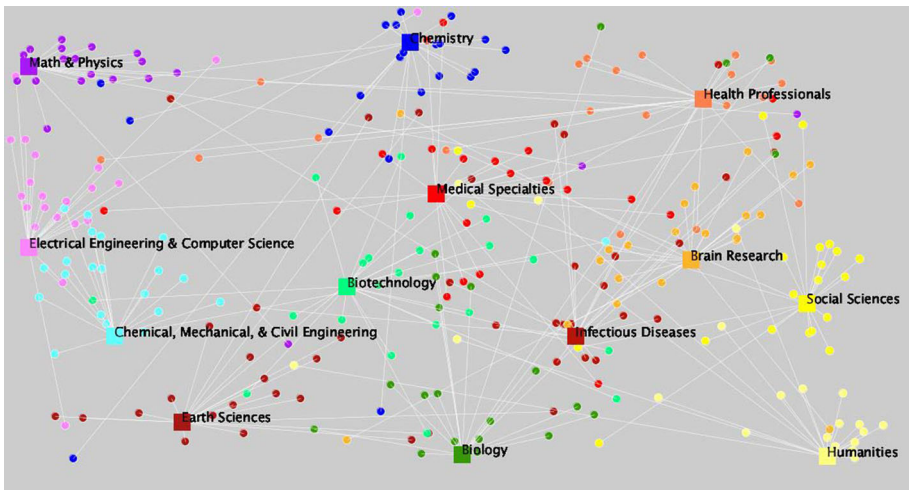 Chemistry
Math & Physics
Health Professionals
Medical Specialties
Electrical Engineering & Computer Science
Brain Research
Biotechnology
Social Sciences
Chemical, Mechanical, & Civil Engineering
Infectious Diseases
Earth Sciences
Biology
Humanities